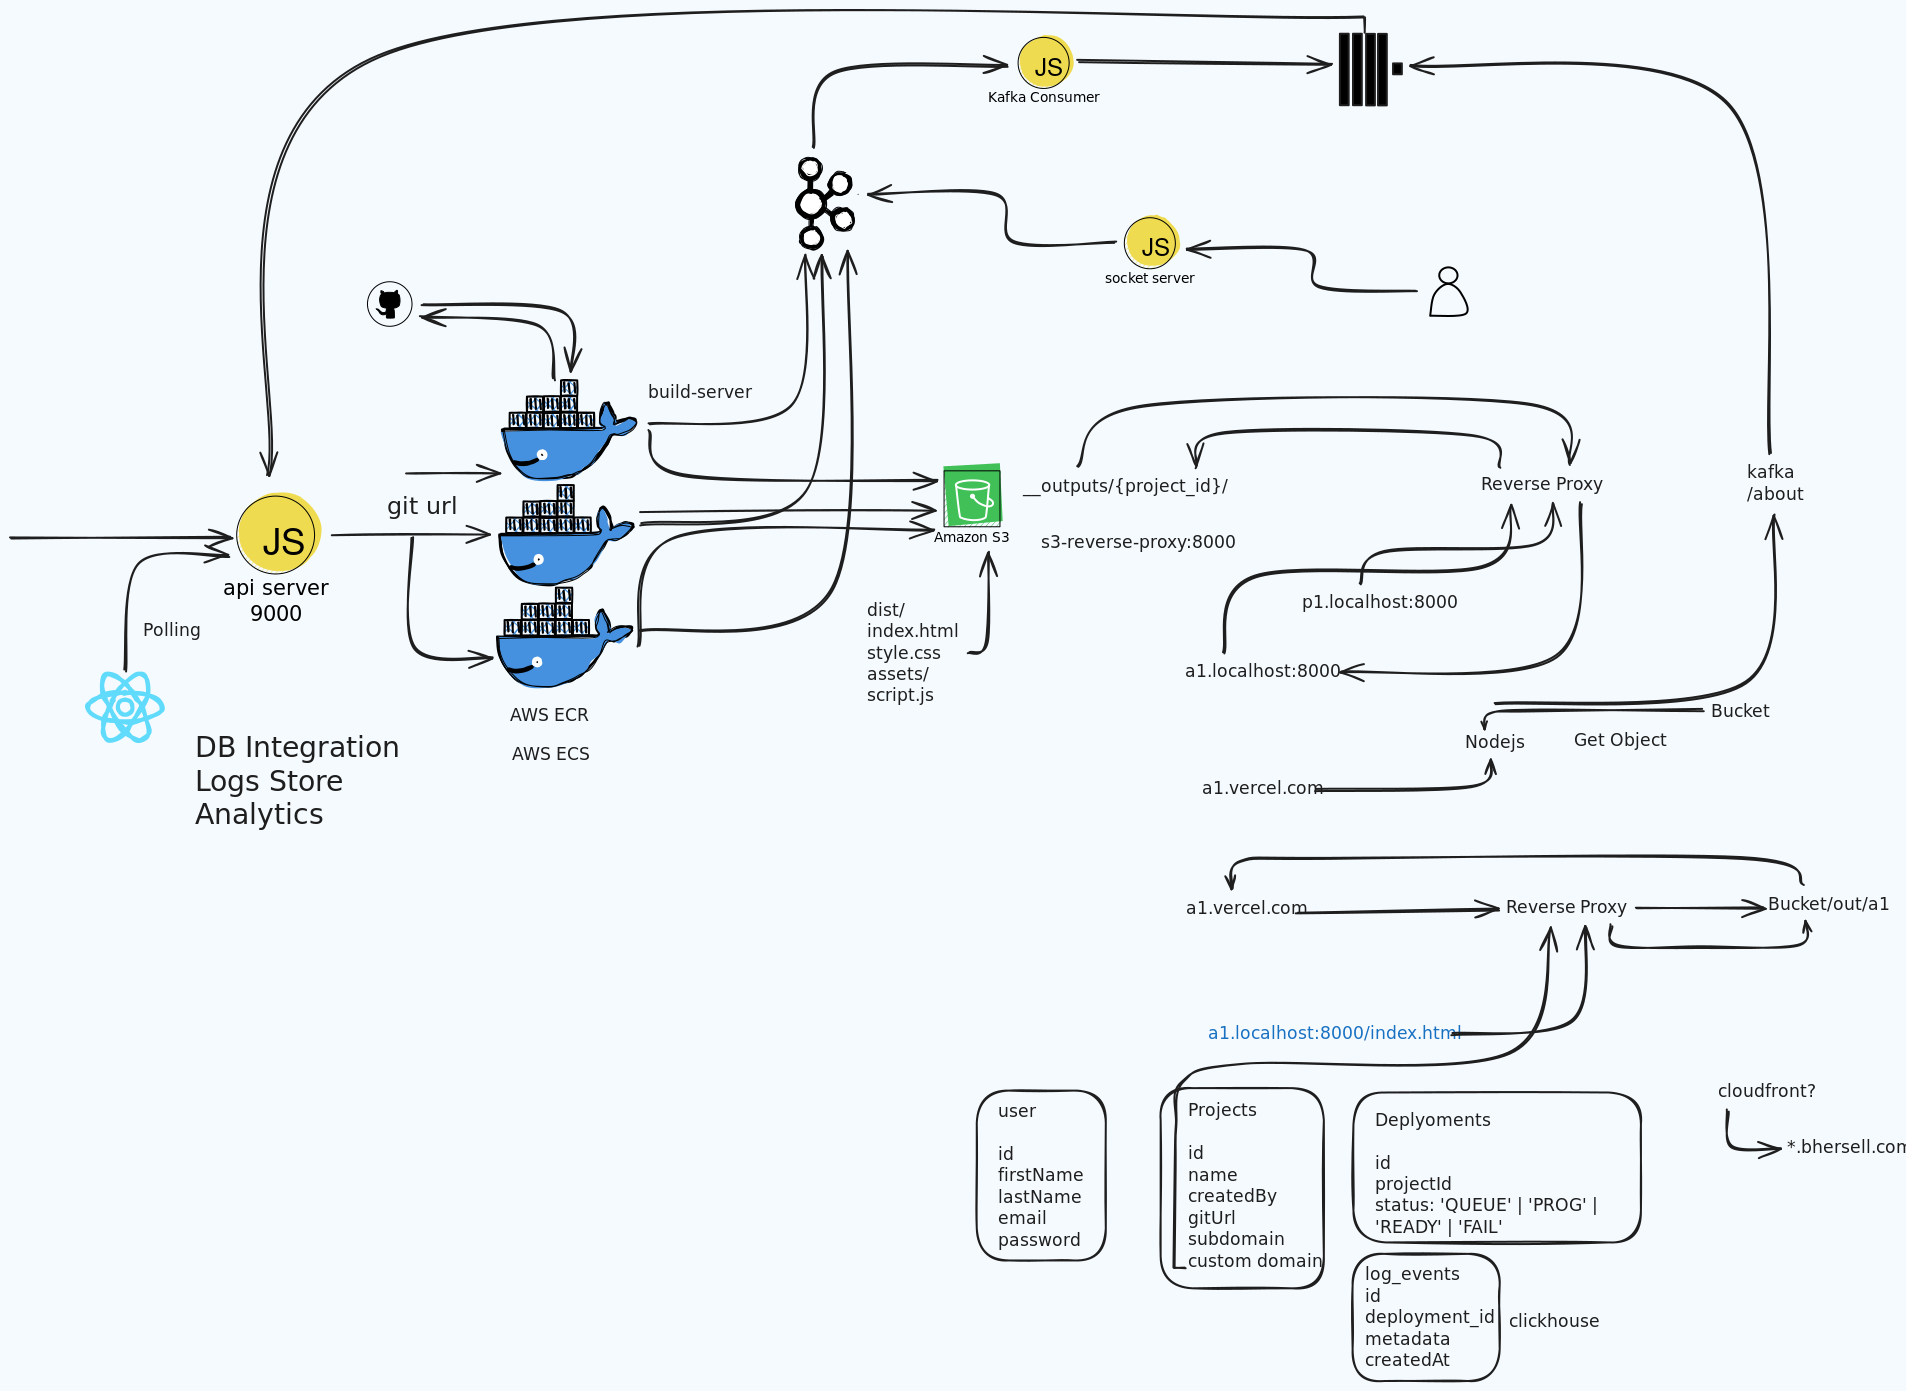 JS
Kafka Consumer
JS
socket server
build-server
kafka
/about
__outputs/{project_id}/
Reverse Proxy
git url
JS
api server
9000
Amazon S3
s3-reverse-proxy:8000
p1.localhost:8000
dist/
index.html
style.css
assets/
script.js
Polling
a1.localhost:8000
AWS ECR
AWS ECS
DB Integration
Logs Store
Analytics
Bucket
Nodejs
Get Object
a1.vercel.com
a1.vercel.com
Reverse Proxy
Bucket/out/a1
a1.localhost:8000/index.html
user
id
firstName
lastName
email
password
Projects
id
name
createdBy
gitUrl
subdomain
custom domain
Deplyoments
id
projectId
status: 'QUEUE' | 'PROG' |
'READY' | 'FAIL'
cloudfront?
*.bhersell.com
log_events
id
deployment_id
metadata
createdAt
clickhouse